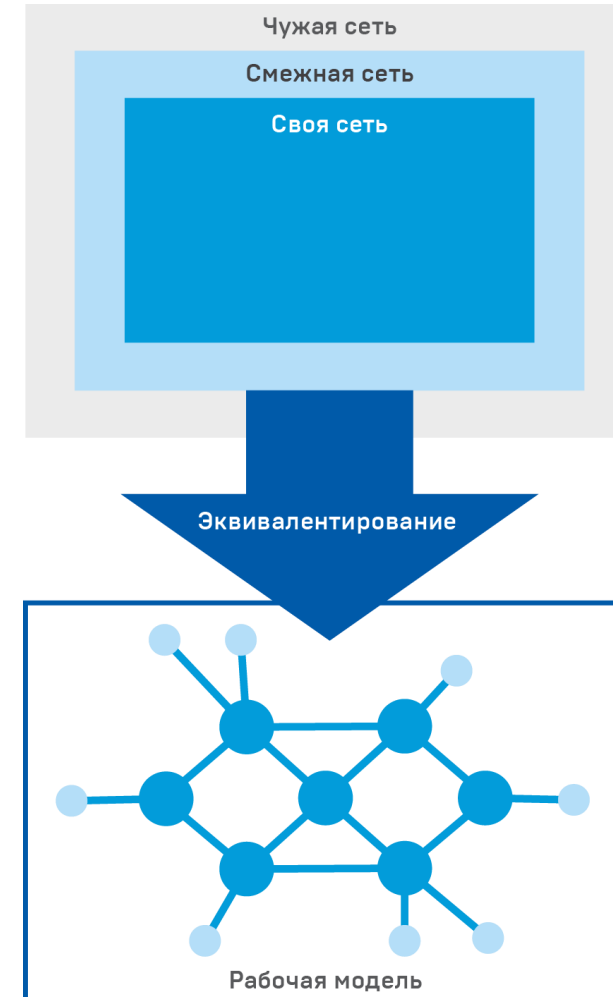 Чужая сеть
Смежная сеть
Своя сеть
Эквивалентирование
Рабочая модель